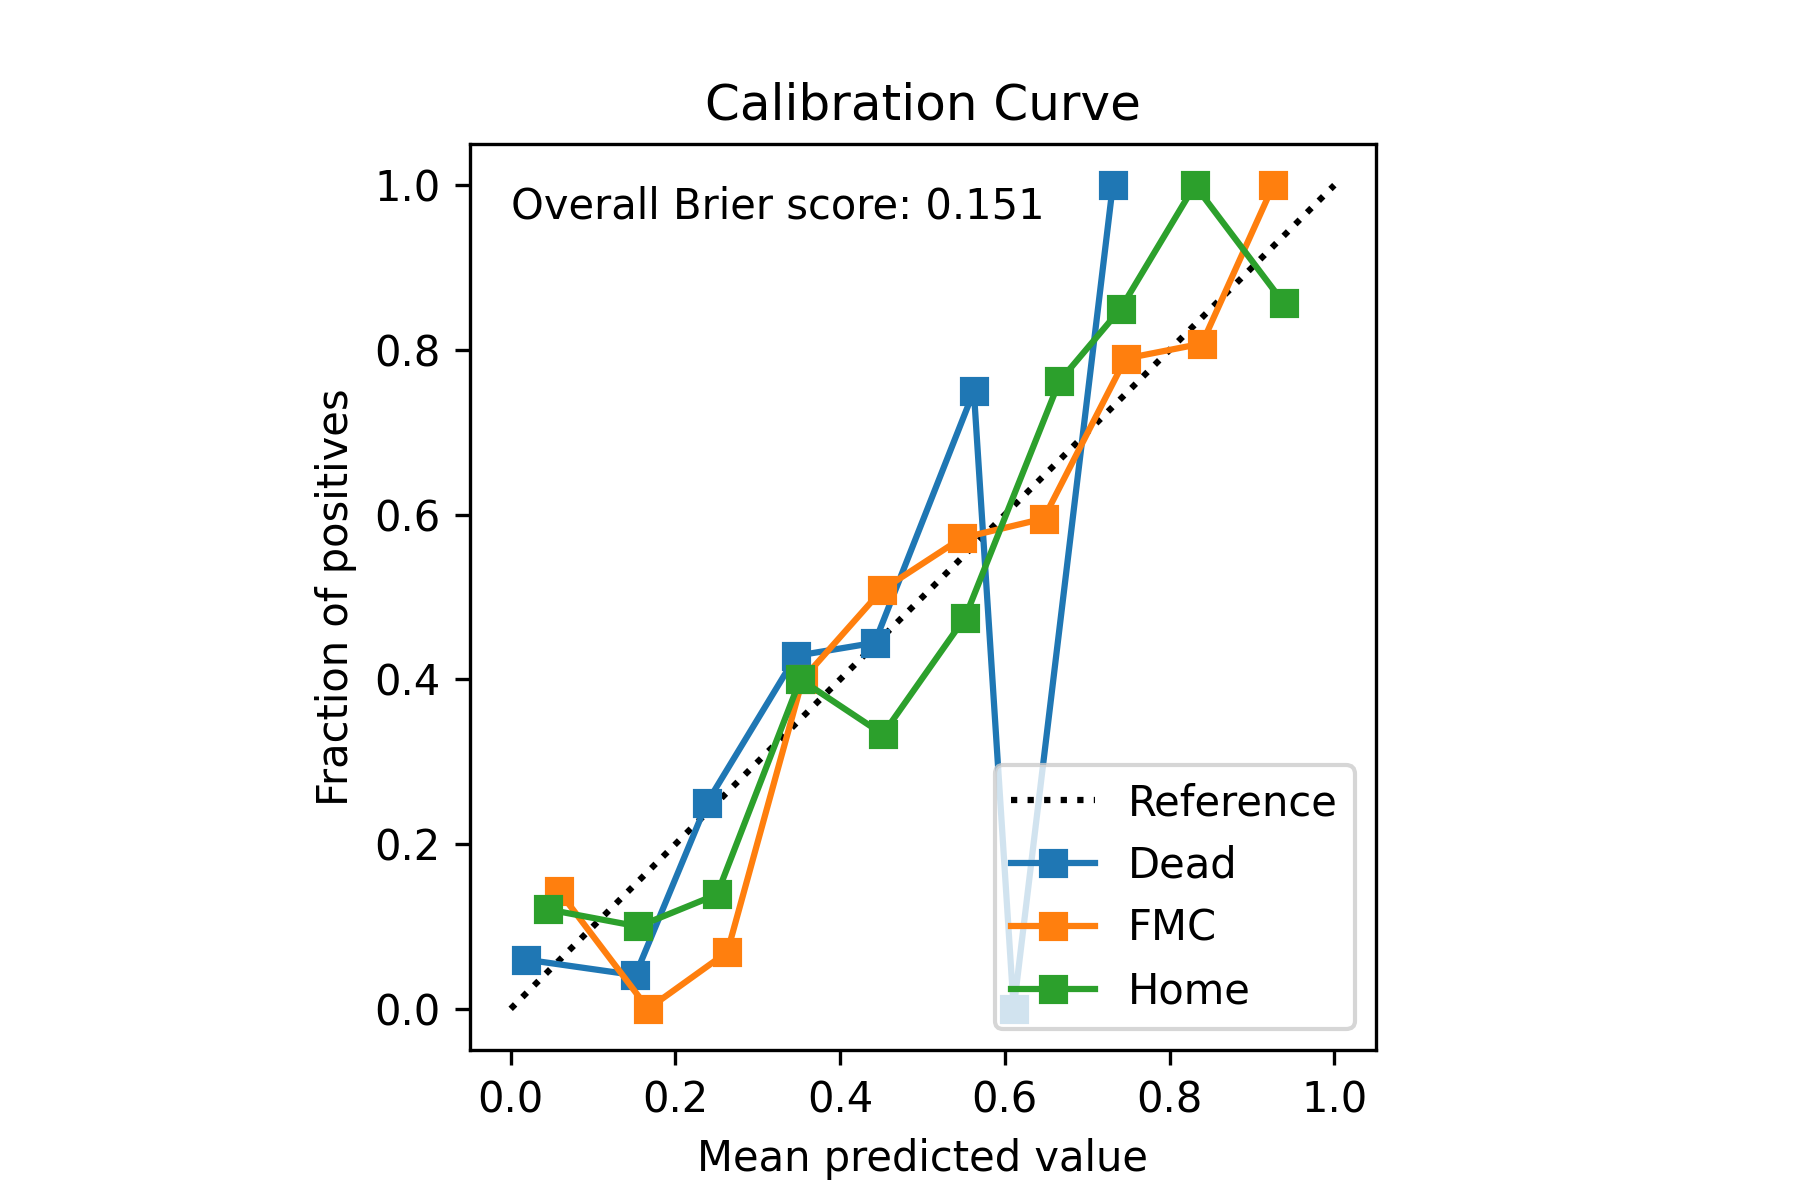 Calibration Curve
Overall Brier score: 0.151
Fraction of positives
1.0
0.8
0.6
0.4
0.2
0.0
Reference
Dead
FMC
Home
0.0 0.2 0.4 0.6 0.8 1.0
Mean predicted value